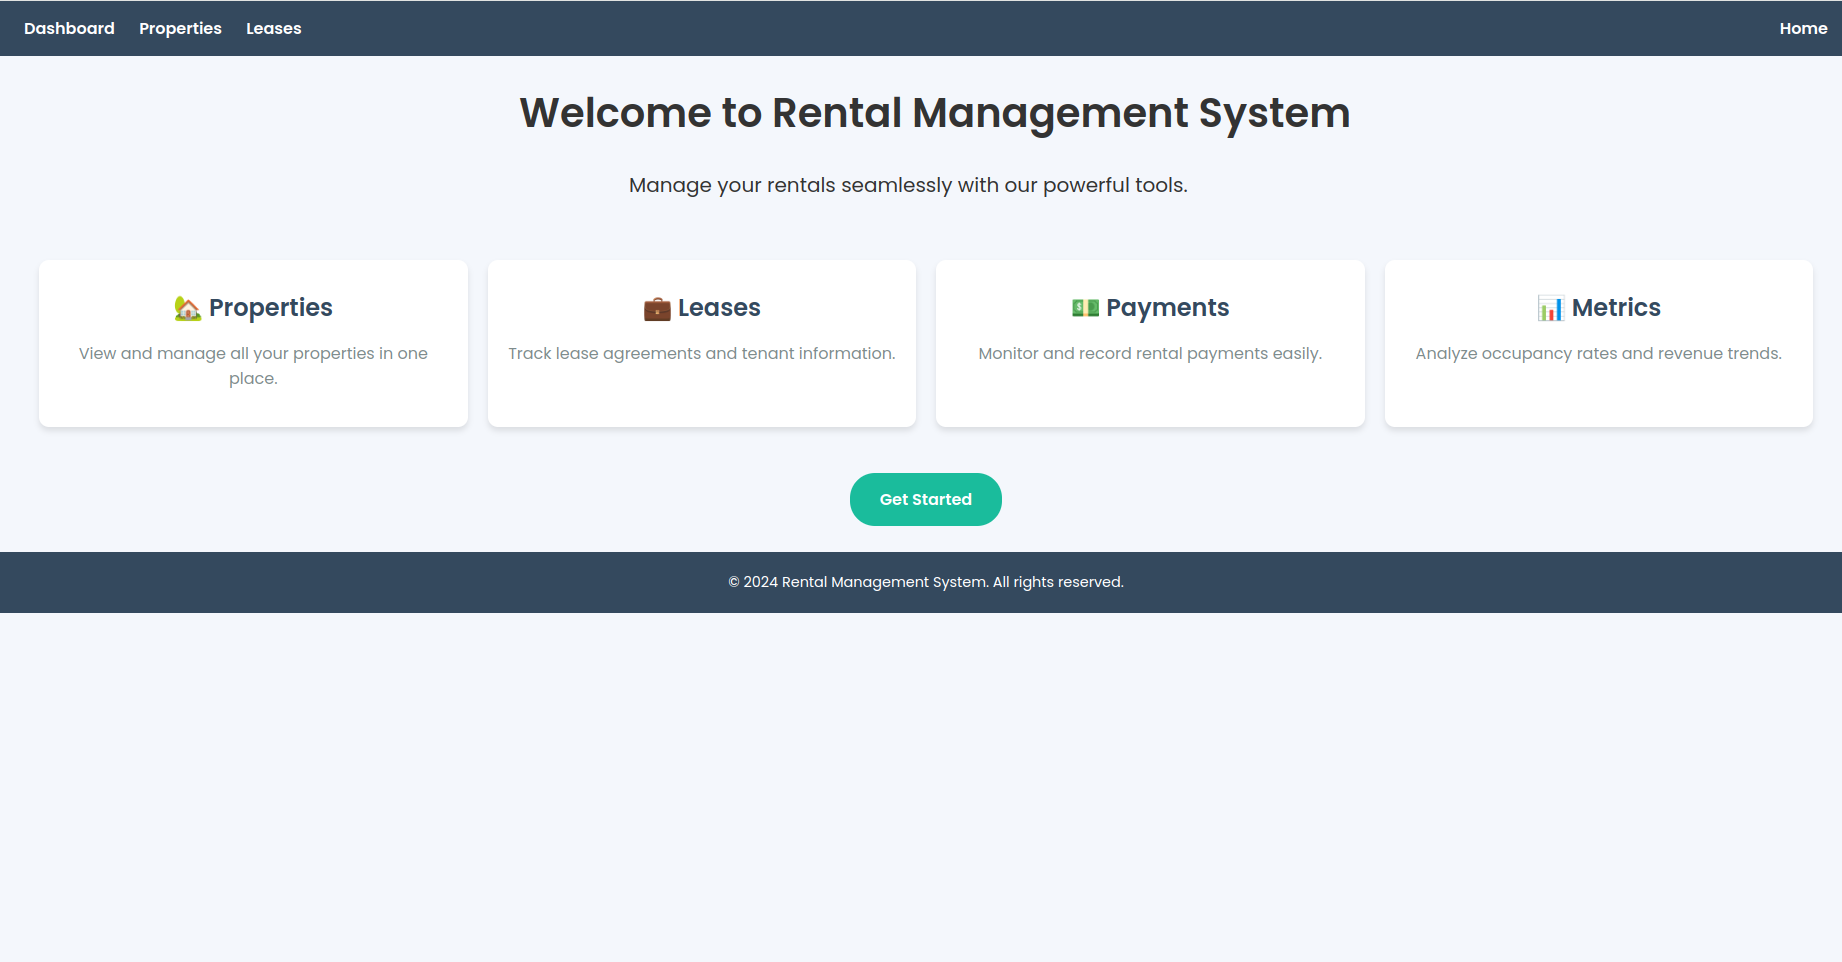 Dashboard Properties Leases Home
Welcome to Rental Management System
Manage your rentals seamlessly with our powerful tools.
🏡 Properties
View and manage all your properties in one
place.
💼 Leases
Track lease agreements and tenant information.
💵 Payments
Monitor and record rental payments easily.
📊 Metrics
Analyze occupancy rates and revenue trends.
Get Started
© 2024 Rental Management System. All rights reserved.